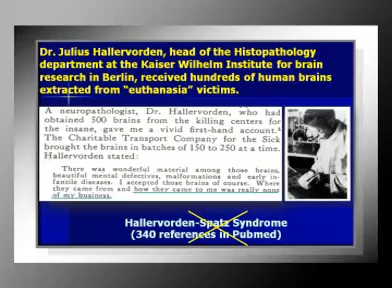 Dr. Julius Hallervorden, head of the Histopathology
department at the Kaiser Wilhelm Institute for brain
research in Berlin, received hundreds of human brains
extracted from “euthanasia” victims.
A neuropathologist, Dr. Hallervorden, who had
obtained 500 brains from the killing centers for
the insane, gave me a vivid first-hand account.⁴
The Charitable Transport Company for the Sick
brought the brains in batches of 150 to 250 at a time.
Hallervorden stated:
There was wonderful material among those brains,
beautiful mental defectives, malformations and early in-
fantile diseases. I accepted those brains of course. Where
they came from and how they came to me was really none
of my business.
Hallervorden-Spatz Syndrome
(340 references in Pubmed)